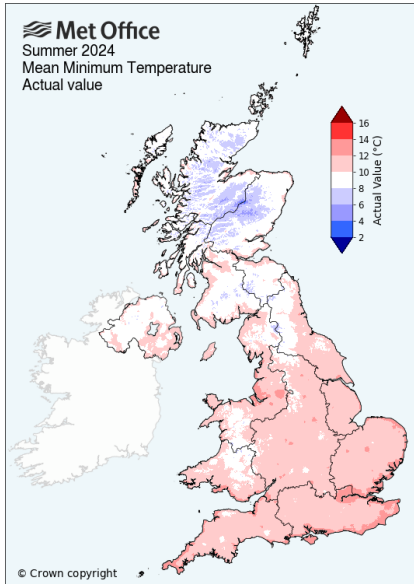 Met Office
Summer 2024
Mean Minimum Temperature
Actual value
16
14
12
10
8
6
4
2
Actual Value (°C)
© Crown copyright